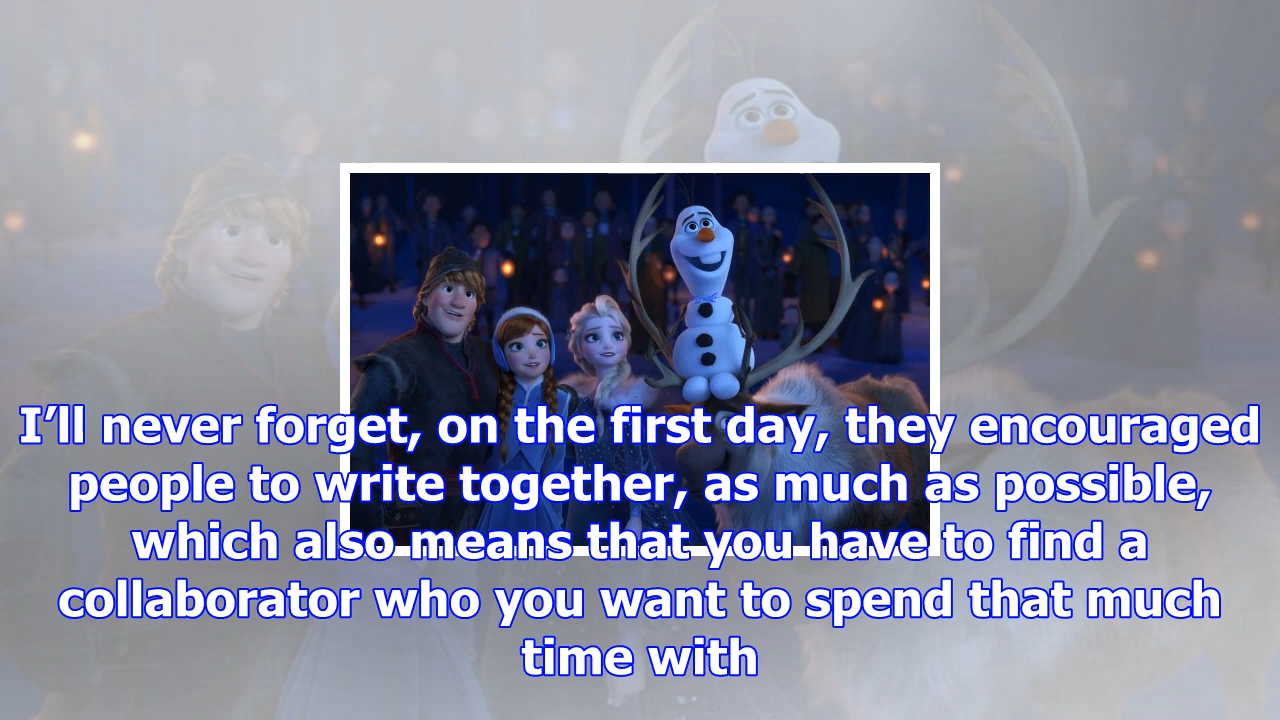 I’ll never forget, on the first day, they encouraged
people to write together, as much as possible,
which also means that you have to find a
collaborator who you want to spend that much
time with